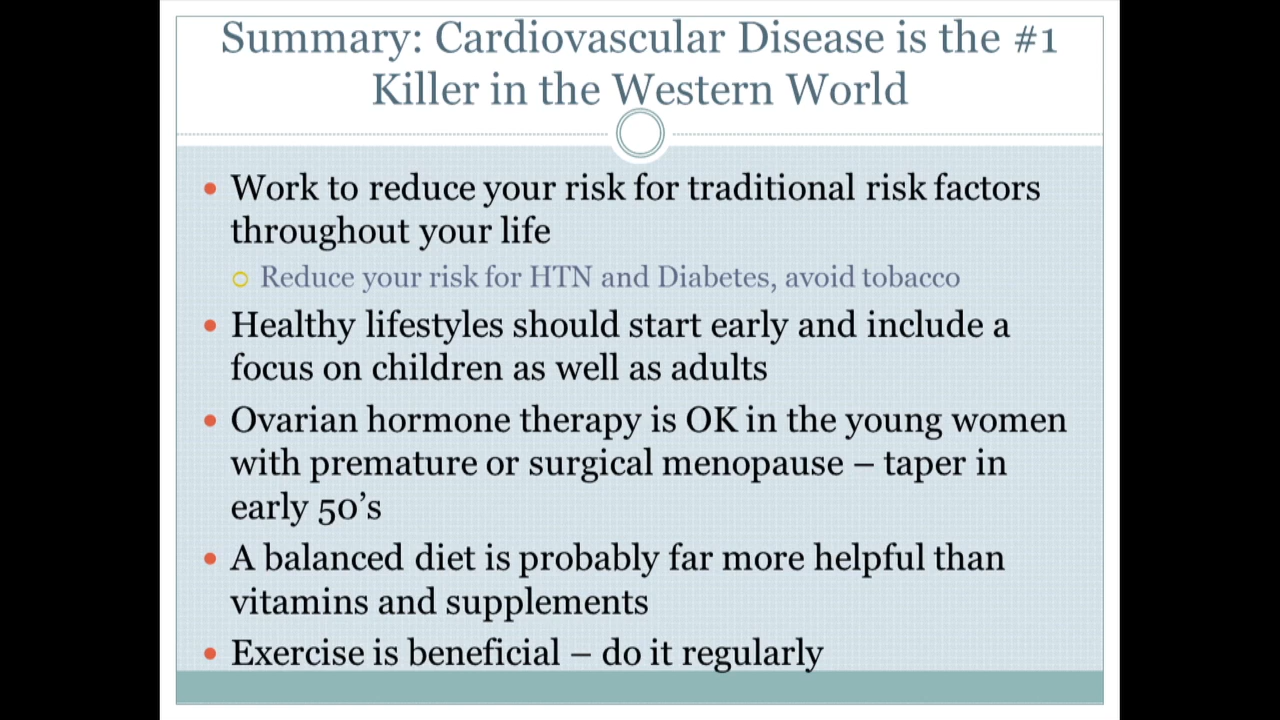 Summary: Cardiovascular Disease is the #1
Killer in the Western World
• Work to reduce your risk for traditional risk factors
throughout your life
○ Reduce your risk for HTN and Diabetes, avoid tobacco
• Healthy lifestyles should start early and include a
focus on children as well as adults
• Ovarian hormone therapy is OK in the young women
with premature or surgical menopause – taper in
early 50’s
• A balanced diet is probably far more helpful than
vitamins and supplements
• Exercise is beneficial – do it regularly